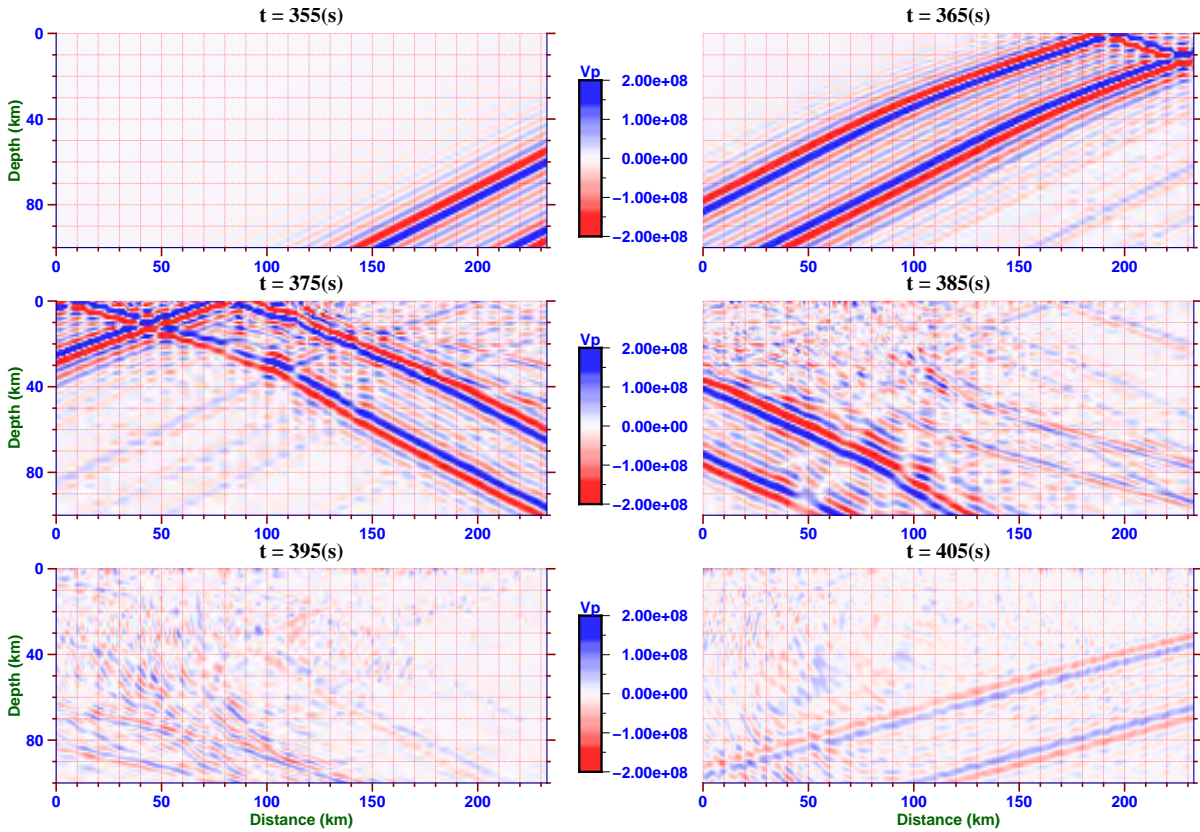 t = 355(s)
t = 365(s)
0
40
80
Depth (km)
0 50 100 150 200
Vp
2.00e+08
1.00e+08
0.00e+00
−1.00e+08
−2.00e+08
0 50 100 150 200
t = 375(s)
t = 385(s)
0
40
80
Depth (km)
0 50 100 150 200
Vp
2.00e+08
1.00e+08
0.00e+00
−1.00e+08
−2.00e+08
0 50 100 150 200
t = 395(s)
t = 405(s)
0
40
80
Depth (km)
0 50 100 150 200
Distance (km)
Vp
2.00e+08
1.00e+08
0.00e+00
−1.00e+08
−2.00e+08
0 50 100 150 200
Distance (km)